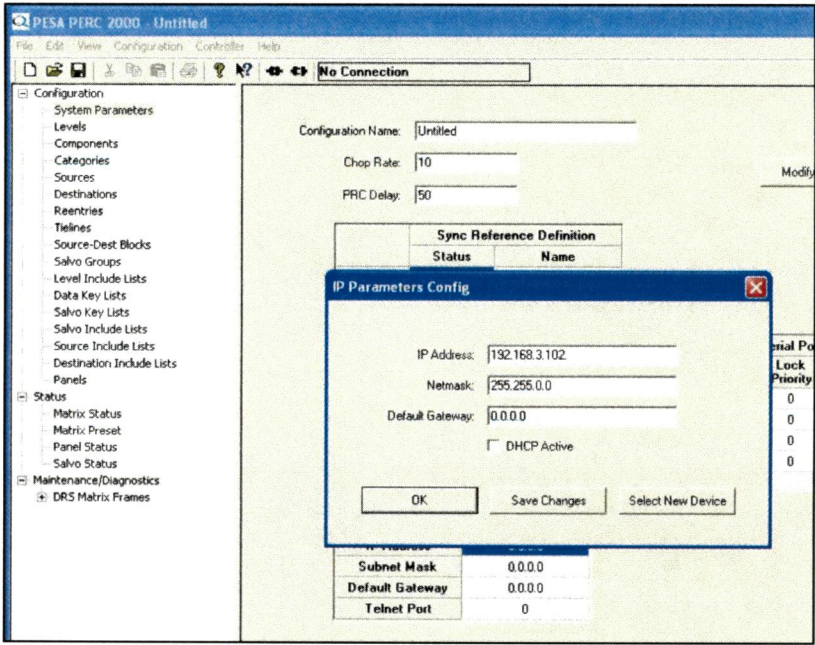 PESA PERC 2000 - Untitled
File Edit View Configuration Controller Help
No Connection
Configuration
System Parameters
Levels
Components
Categories
Sources
Destinations
Reentries
Tielines
Source-Dest Blocks
Salvo Groups
Level Include Lists
Data Key Lists
Salvo Key Lists
Salvo Include Lists
Source Include Lists
Destination Include Lists
Panels
Status
Matrix Status
Matrix Preset
Panel Status
Salvo Status
Maintenance/Diagnostics
DRS Matrix Frames
Configuration Name: Untitled
Chop Rate: 10
PRC Delay: 50
Modify
Sync Reference Definition
Status Name
IP Parameters Config
IP Address: 192.168.3.102
Netmask: 255.255.0.0
Default Gateway: 0.0.0.0
DHCP Active
OK Save Changes Select New Device
erial Po
Lock
Priority
0
0
0
0
Subnet Mask 0.0.0.0
Default Gateway 0.0.0.0
Telnet Port 0